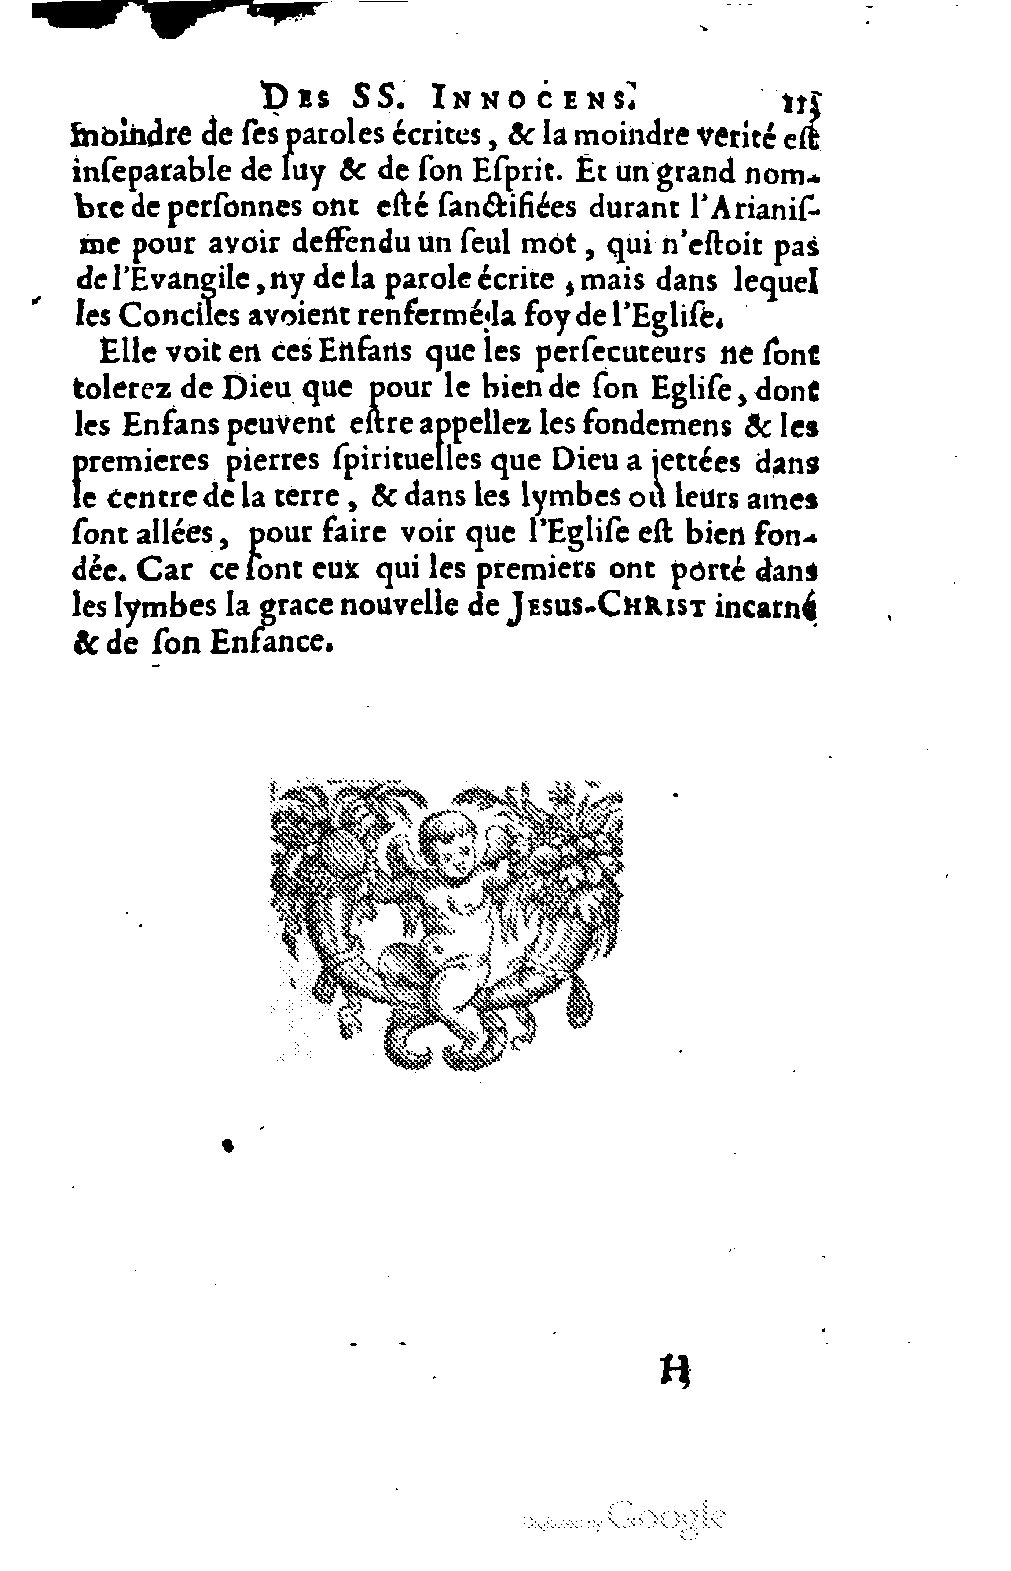 DES SS. INNOCENS. 113
moindre de ſes paroles écrites, & la moindre verité eſt
inſeparable de luy & de ſon Eſprit. Et un grand nom-
bre de perſonnes ont eſté ſanctifiées durant l'Arianiſ-
me pour avoir deffendu un ſeul mot, qui n'eſtoit pas
de l'Evangile, ny de la parole écrite, mais dans lequel
les Conciles avoient renfermé la foy de l'Egliſe.
Elle voit en ces Enfans que les perſecuteurs ne ſont
tolerez de Dieu que pour le bien de ſon Egliſe, dont
les Enfans peuvent eſtre appellez les fondemens & les
premieres pierres ſpirituelles que Dieu a jettées dans
le centre de la terre, & dans les lymbes où leurs ames
ſont allées, pour faire voir que l'Egliſe eſt bien fon-
dée. Car ce ſont eux qui les premiers ont porté dans
les lymbes la grace nouvelle de JESUS-CHRIST incarné
& de ſon Enfance.
H
Digitized by Google